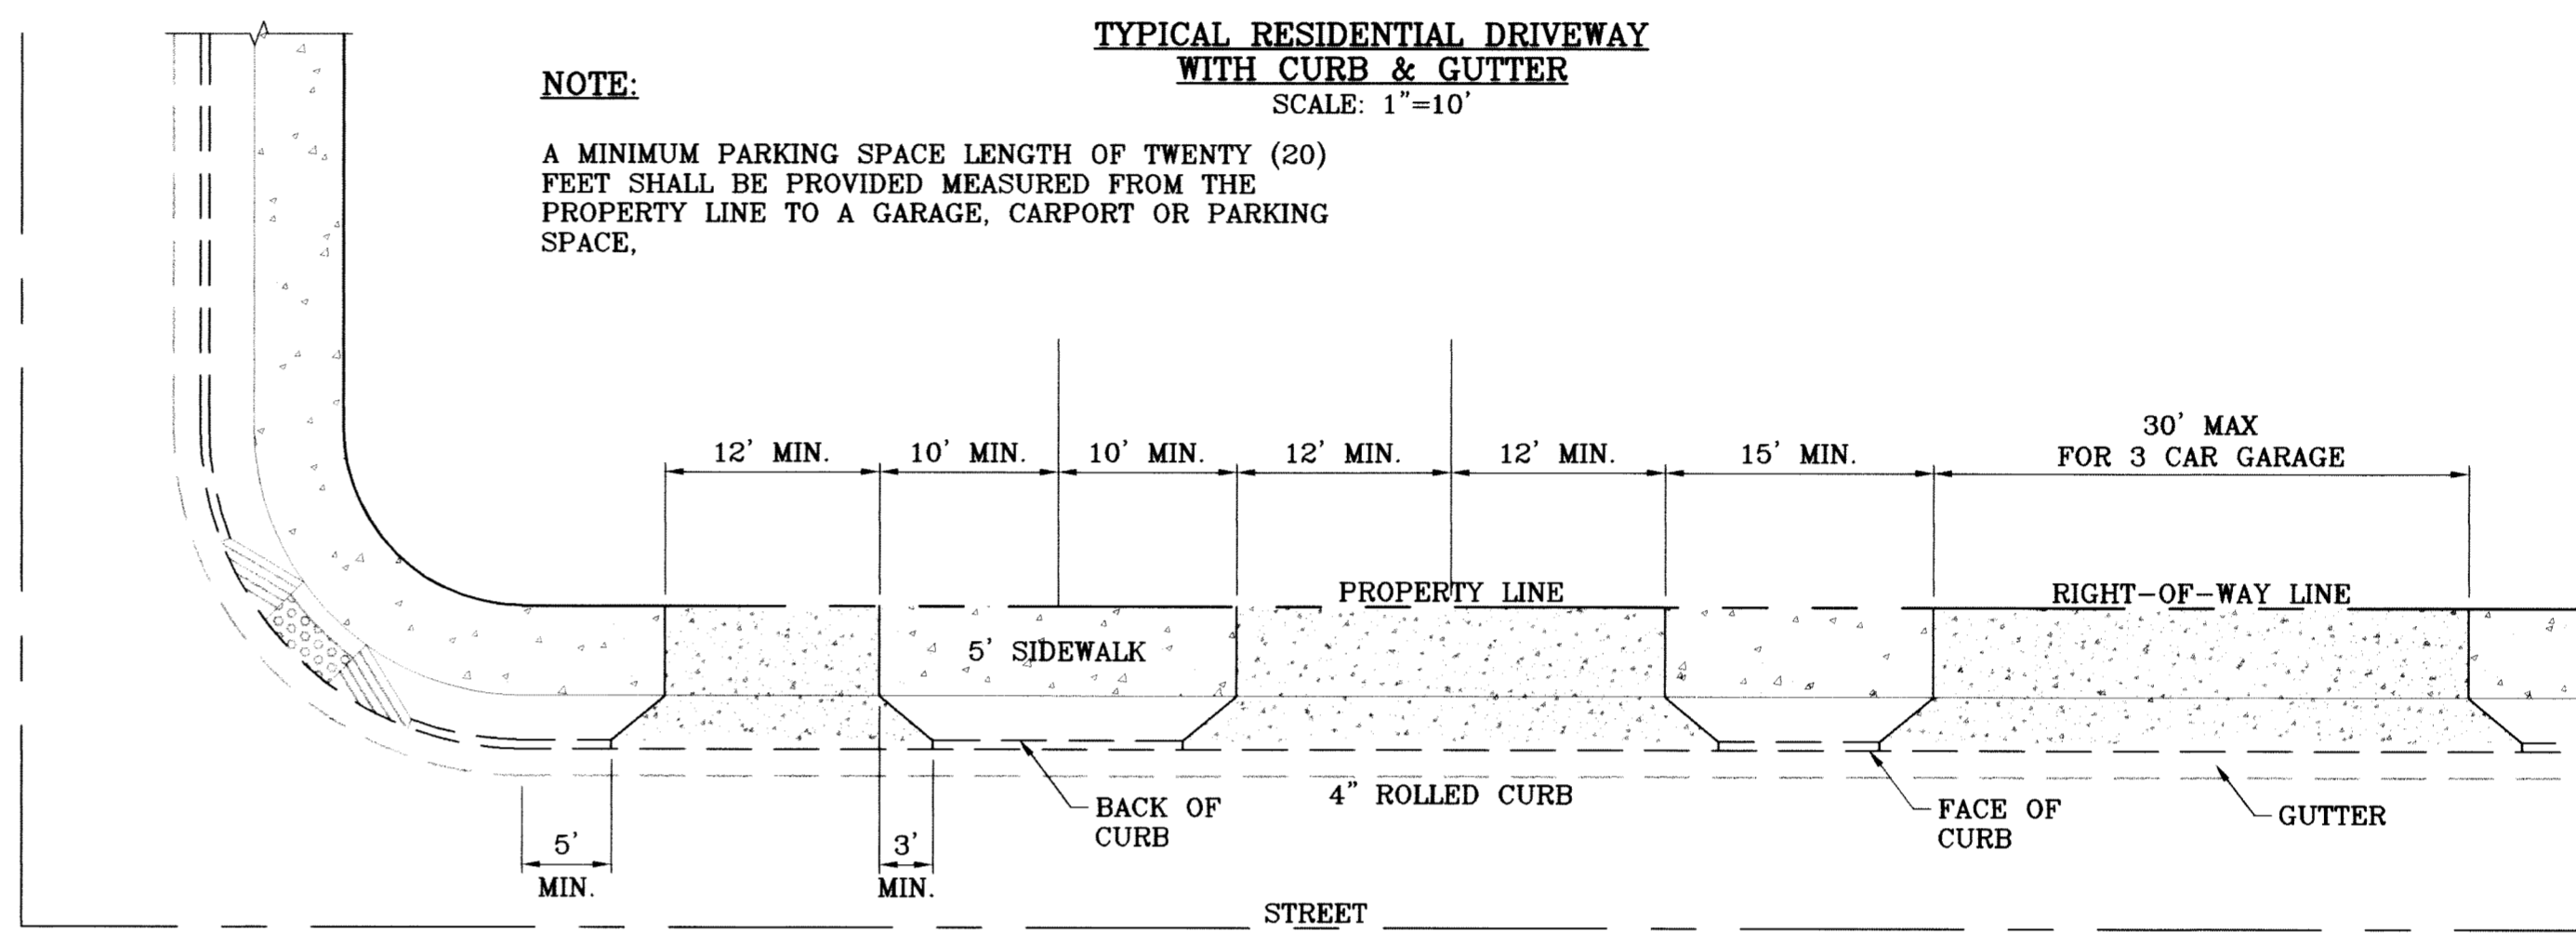 TYPICAL RESIDENTIAL DRIVEWAY
WITH CURB & GUTTER
SCALE: 1"=10'
NOTE:
A MINIMUM PARKING SPACE LENGTH OF TWENTY (20)
FEET SHALL BE PROVIDED MEASURED FROM THE
PROPERTY LINE TO A GARAGE, CARPORT OR PARKING
SPACE,
12' MIN.
10' MIN.
10' MIN.
12' MIN.
12' MIN.
15' MIN.
30' MAX
FOR 3 CAR GARAGE
PROPERTY LINE
RIGHT-OF-WAY LINE
5' SIDEWALK
4" ROLLED CURB
BACK OF
CURB
FACE OF
CURB
GUTTER
5'
MIN.
3'
MIN.
STREET